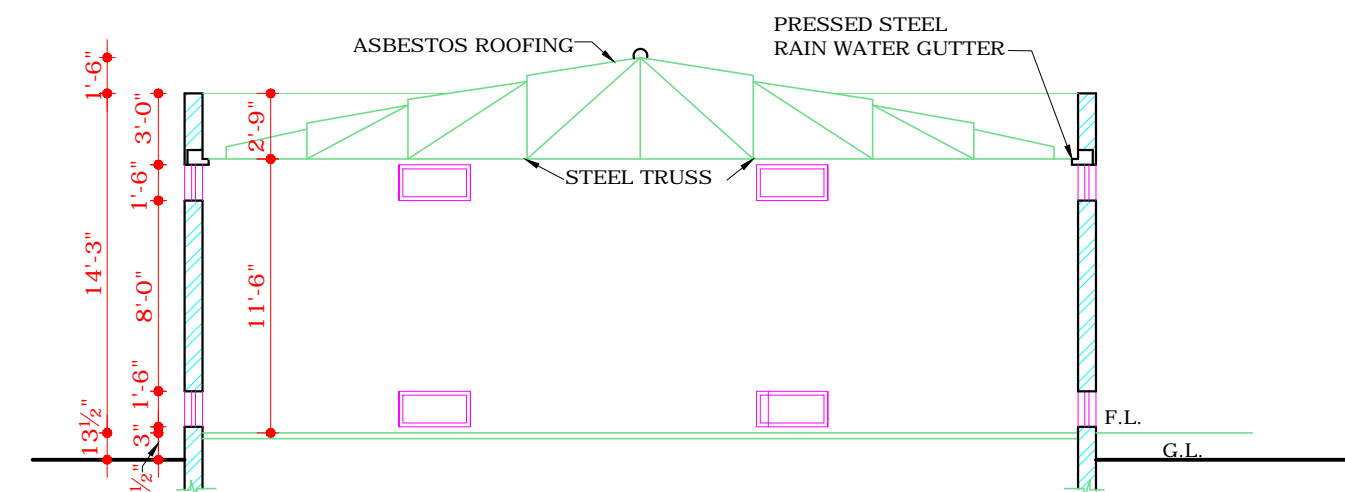 PRESSED STEEL
RAIN WATER GUTTER
ASBESTOS ROOFING
STEEL TRUSS
1'-6"
14'-3"
13½"
3'-0"
1'-6"
8'-0"
1'-6"
3"
½"
2'-9"
11'-6"
F.L.
G.L.